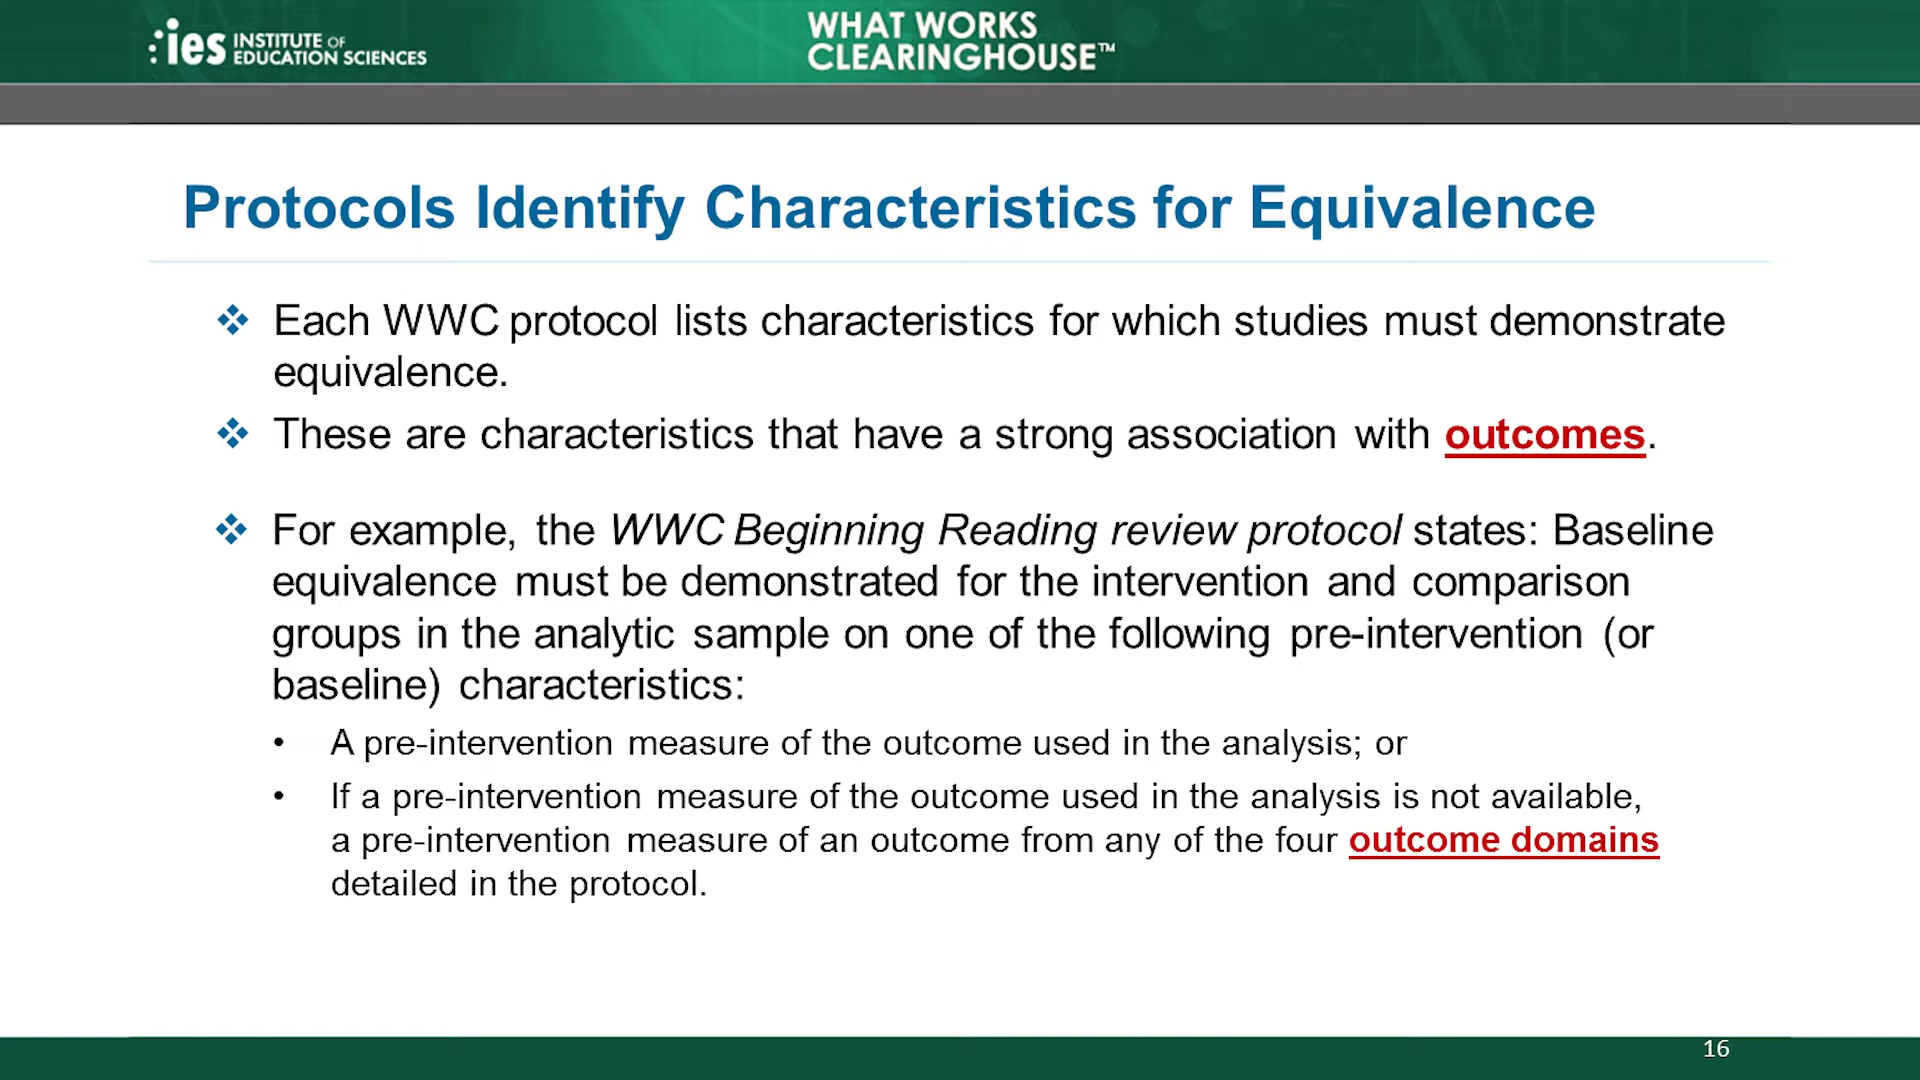 ies INSTITUTE OF
EDUCATION SCIENCES
WHAT WORKS
CLEARINGHOUSE™
Protocols Identify Characteristics for Equivalence
❖ Each WWC protocol lists characteristics for which studies must demonstrate
equivalence.
❖ These are characteristics that have a strong association with outcomes.
❖ For example, the WWC Beginning Reading review protocol states: Baseline
equivalence must be demonstrated for the intervention and comparison
groups in the analytic sample on one of the following pre-intervention (or
baseline) characteristics:
• A pre-intervention measure of the outcome used in the analysis; or
• If a pre-intervention measure of the outcome used in the analysis is not available,
a pre-intervention measure of an outcome from any of the four outcome domains
detailed in the protocol.
16